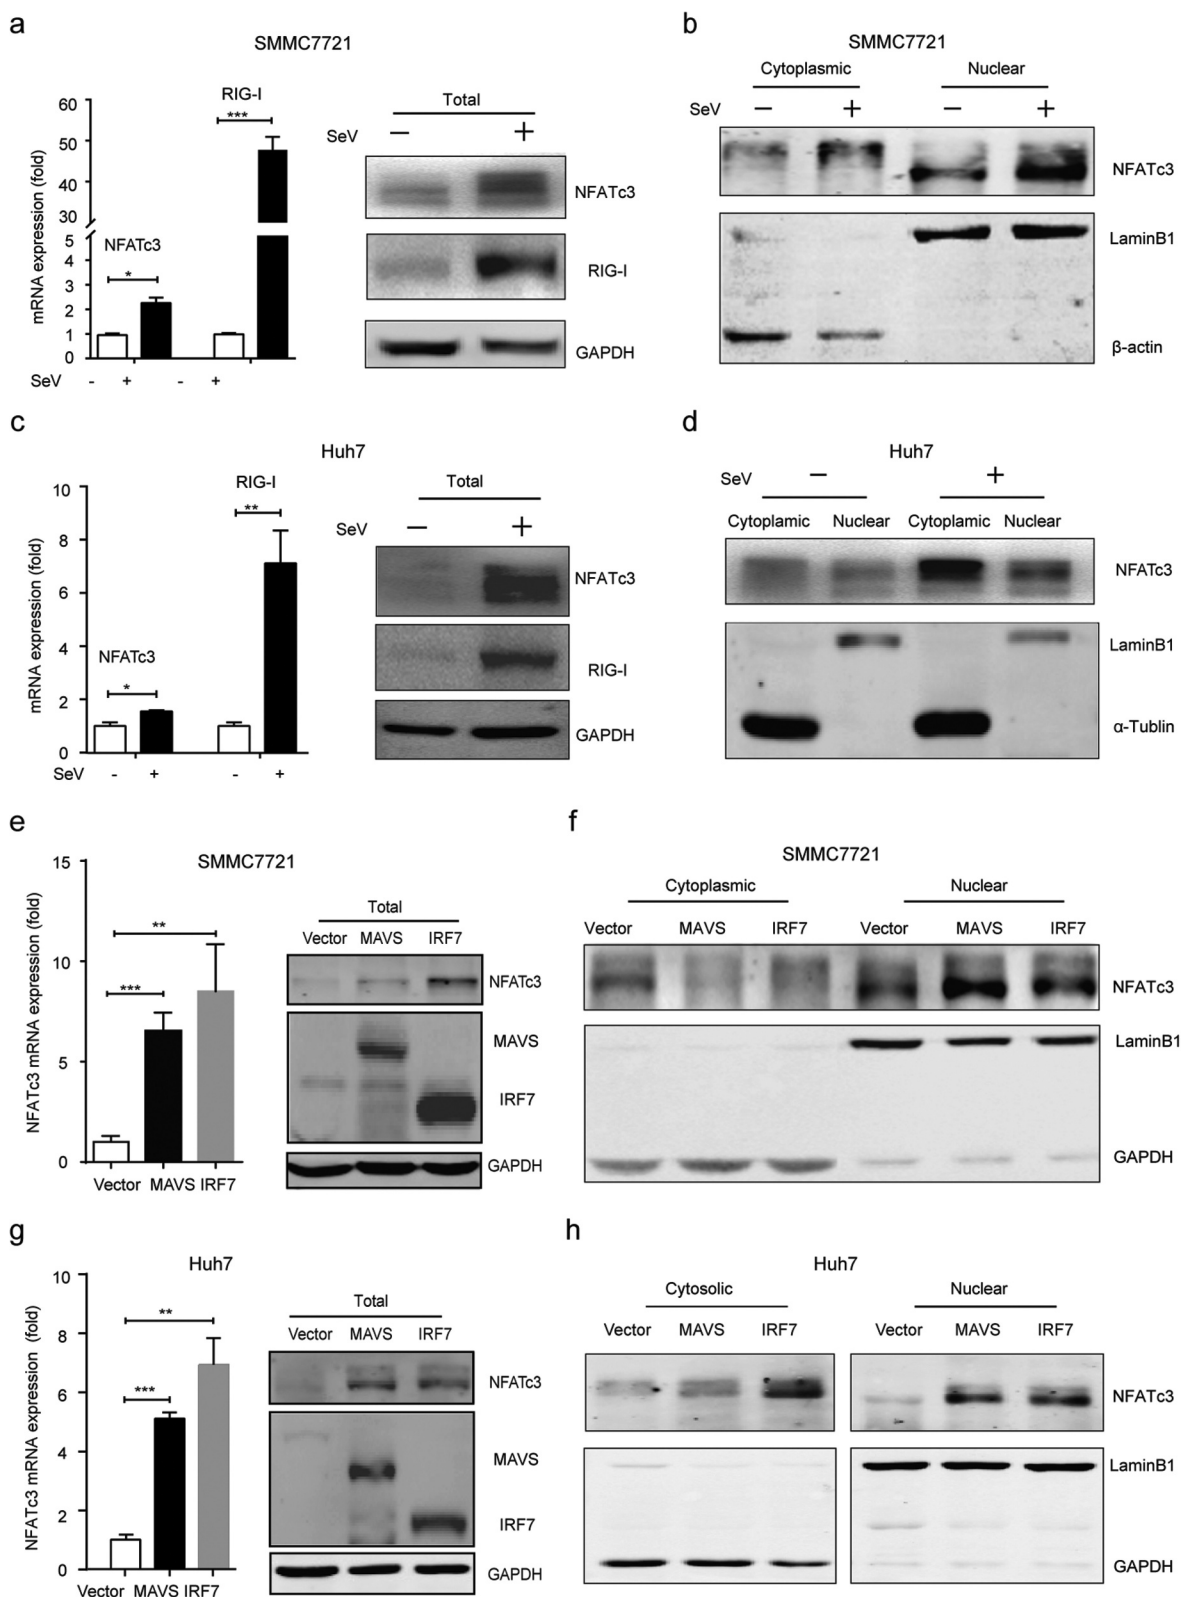 a
SMMC7721
RIG-I
***
60
50
40
30
5
4
3
2
1
0
mRNA expression (fold)
NFATc3
*
SeV - + - +
Total
SeV − +
NFATc3
RIG-I
GAPDH
b
SMMC7721
Cytoplasmic Nuclear
SeV − + − +
NFATc3
LaminB1
β-actin
c
Huh7
RIG-I
**
10
8
6
4
2
0
mRNA expression (fold)
NFATc3
*
SeV - + - +
Total
SeV − +
NFATc3
RIG-I
GAPDH
d
Huh7
SeV − +
Cytoplamic Nuclear Cytoplamic Nuclear
NFATc3
LaminB1
α-Tublin
e
SMMC7721
15
10
5
0
NFATc3 mRNA expression (fold)
**
***
Vector MAVS IRF7
Total
Vector MAVS IRF7
NFATc3
MAVS
IRF7
GAPDH
f
SMMC7721
Cytoplasmic Nuclear
Vector MAVS IRF7 Vector MAVS IRF7
NFATc3
LaminB1
GAPDH
g
Huh7
10
8
6
4
2
0
NFATc3 mRNA expression (fold)
**
***
Vector MAVS IRF7
Total
Vector MAVS IRF7
NFATc3
MAVS
IRF7
GAPDH
h
Huh7
Cytosolic Nuclear
Vector MAVS IRF7 Vector MAVS IRF7
NFATc3
LaminB1
GAPDH